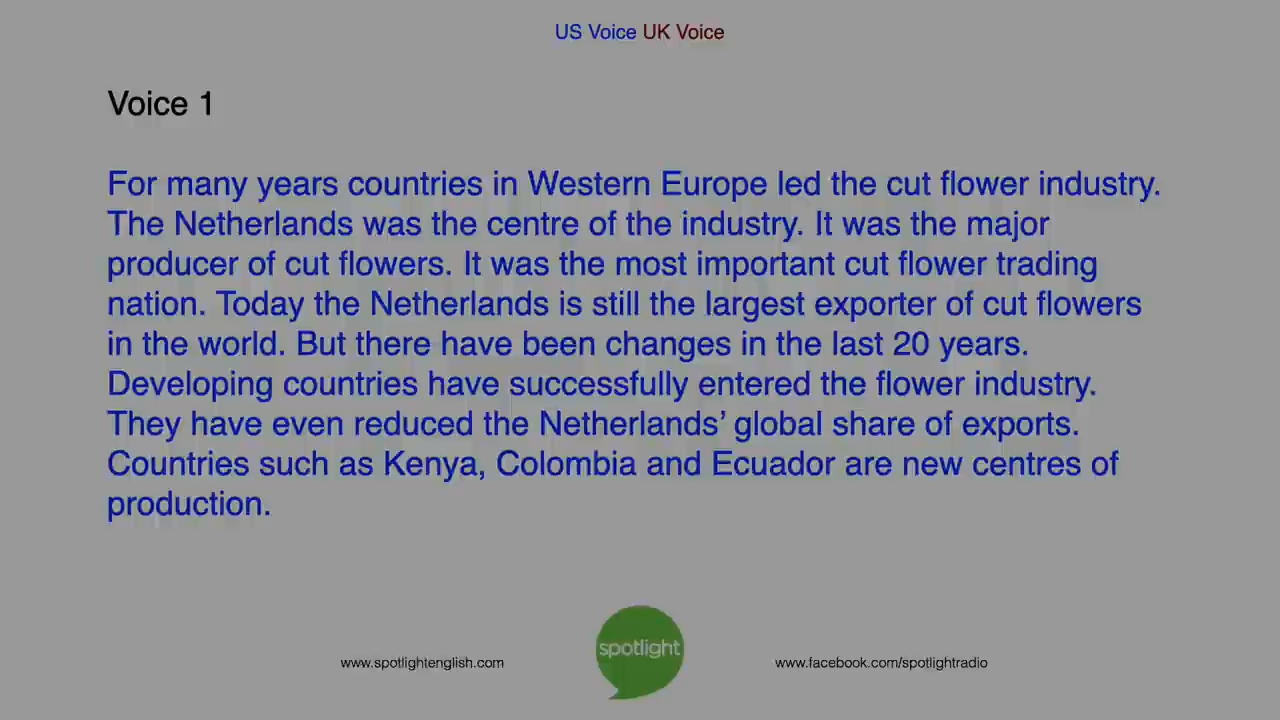 US Voice UK Voice
Voice 1
For many years countries in Western Europe led the cut flower industry.
The Netherlands was the centre of the industry. It was the major
producer of cut flowers. It was the most important cut flower trading
nation. Today the Netherlands is still the largest exporter of cut flowers
in the world. But there have been changes in the last 20 years.
Developing countries have successfully entered the flower industry.
They have even reduced the Netherlands’ global share of exports.
Countries such as Kenya, Colombia and Ecuador are new centres of
production.
spotlight
www.spotlightenglish.com
www.facebook.com/spotlightradio